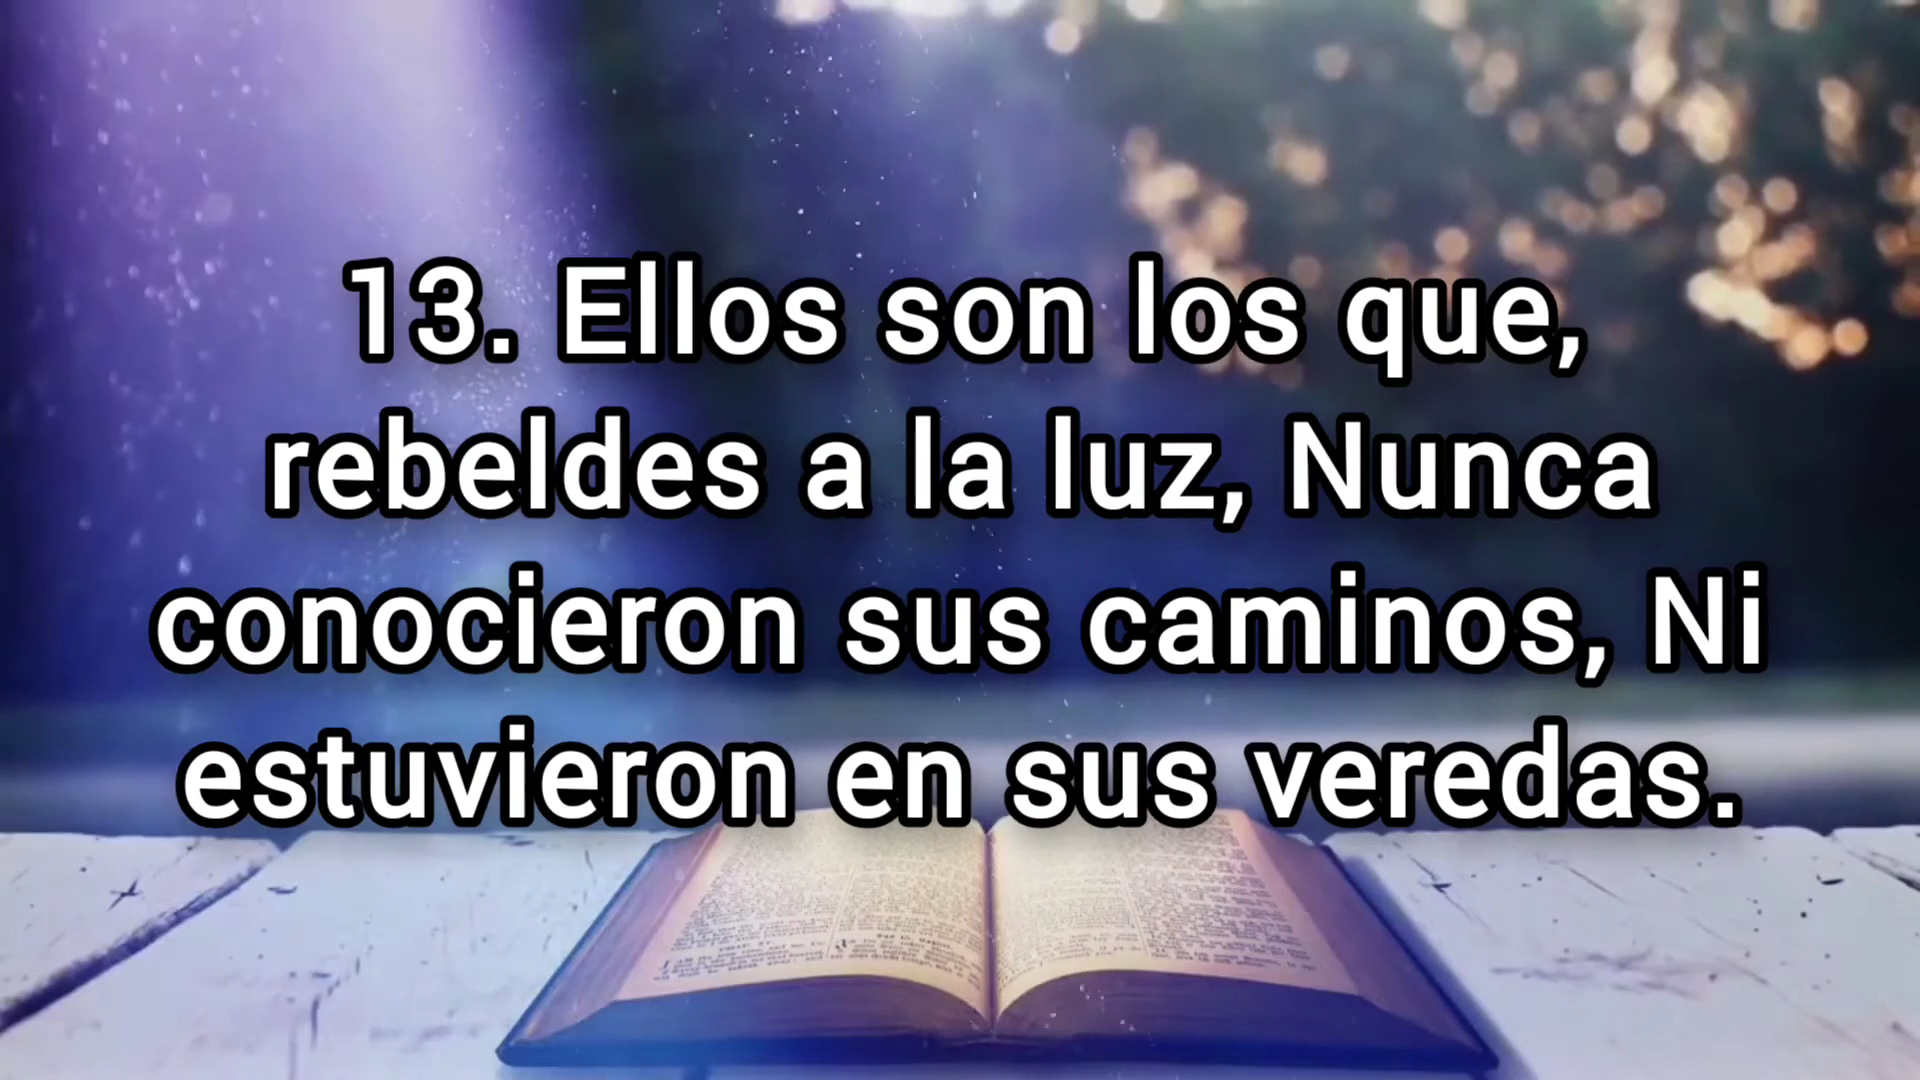 13. Ellos son los que,
rebeldes a la luz, Nunca
conocieron sus caminos, Ni
estuvieron en sus veredas.